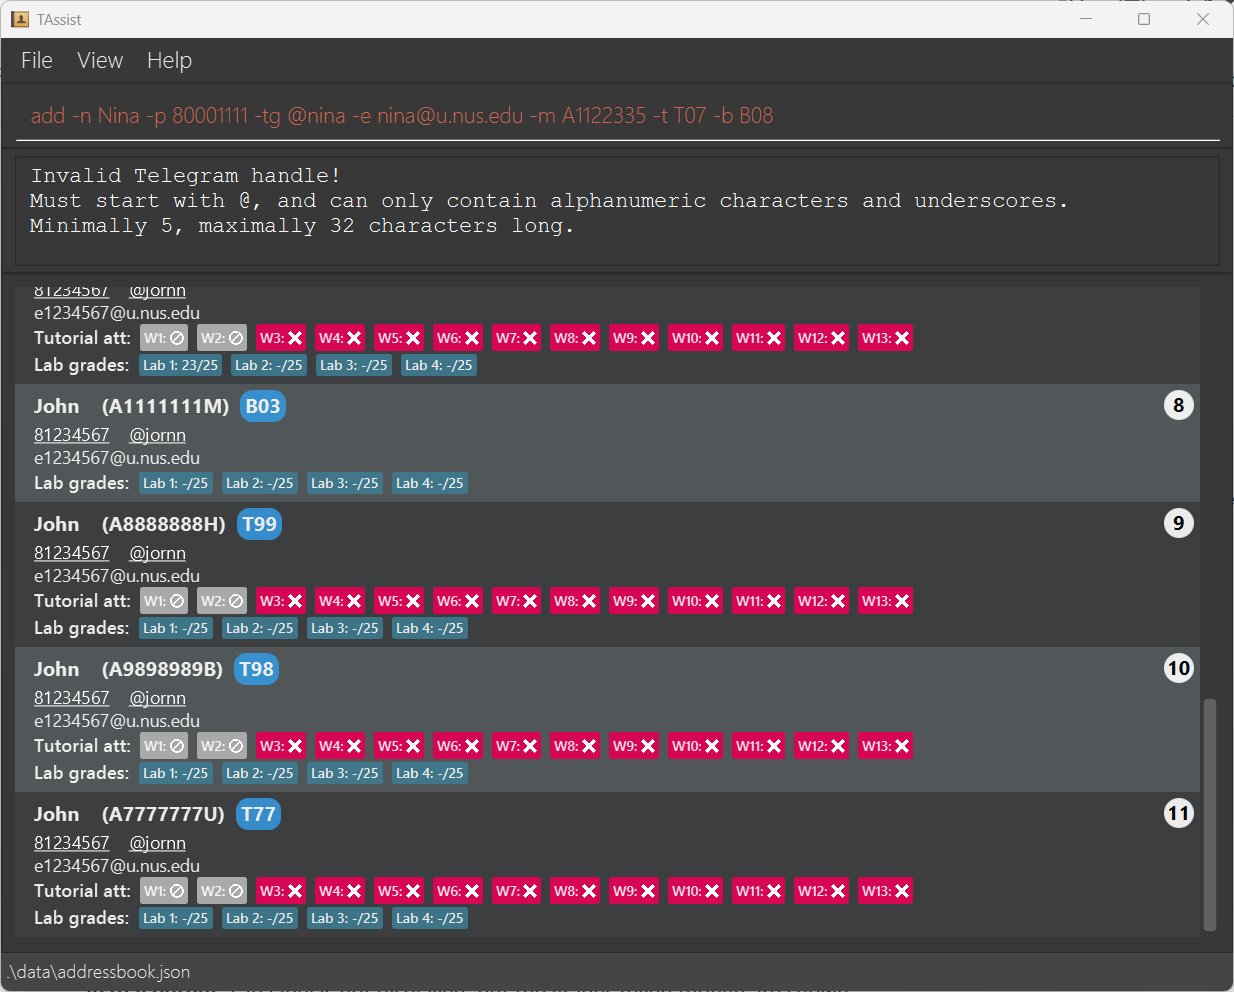 TAssist
File View Help
add -n Nina -p 80001111 -tg @nina -e nina@u.nus.edu -m A1122335 -t T07 -b B08
Invalid Telegram handle!
Must start with @, and can only contain alphanumeric characters and underscores.
Minimally 5, maximally 32 characters long.
81234567 @jornn
e1234567@u.nus.edu
Tutorial att: W1: W2: W3: W4: W5: W6: W7: W8: W9: W10: W11: W12: W13:
Lab grades: Lab 1: 23/25 Lab 2: -/25 Lab 3: -/25 Lab 4: -/25
John (A1111111M) B03 8
81234567 @jornn
e1234567@u.nus.edu
Lab grades: Lab 1: -/25 Lab 2: -/25 Lab 3: -/25 Lab 4: -/25
John (A8888888H) T99 9
81234567 @jornn
e1234567@u.nus.edu
Tutorial att: W1: W2: W3: W4: W5: W6: W7: W8: W9: W10: W11: W12: W13:
Lab grades: Lab 1: -/25 Lab 2: -/25 Lab 3: -/25 Lab 4: -/25
John (A9898989B) T98 10
81234567 @jornn
e1234567@u.nus.edu
Tutorial att: W1: W2: W3: W4: W5: W6: W7: W8: W9: W10: W11: W12: W13:
Lab grades: Lab 1: -/25 Lab 2: -/25 Lab 3: -/25 Lab 4: -/25
John (A7777777U) T77 11
81234567 @jornn
e1234567@u.nus.edu
Tutorial att: W1: W2: W3: W4: W5: W6: W7: W8: W9: W10: W11: W12: W13:
Lab grades: Lab 1: -/25 Lab 2: -/25 Lab 3: -/25 Lab 4: -/25
.\data\addressbook.json